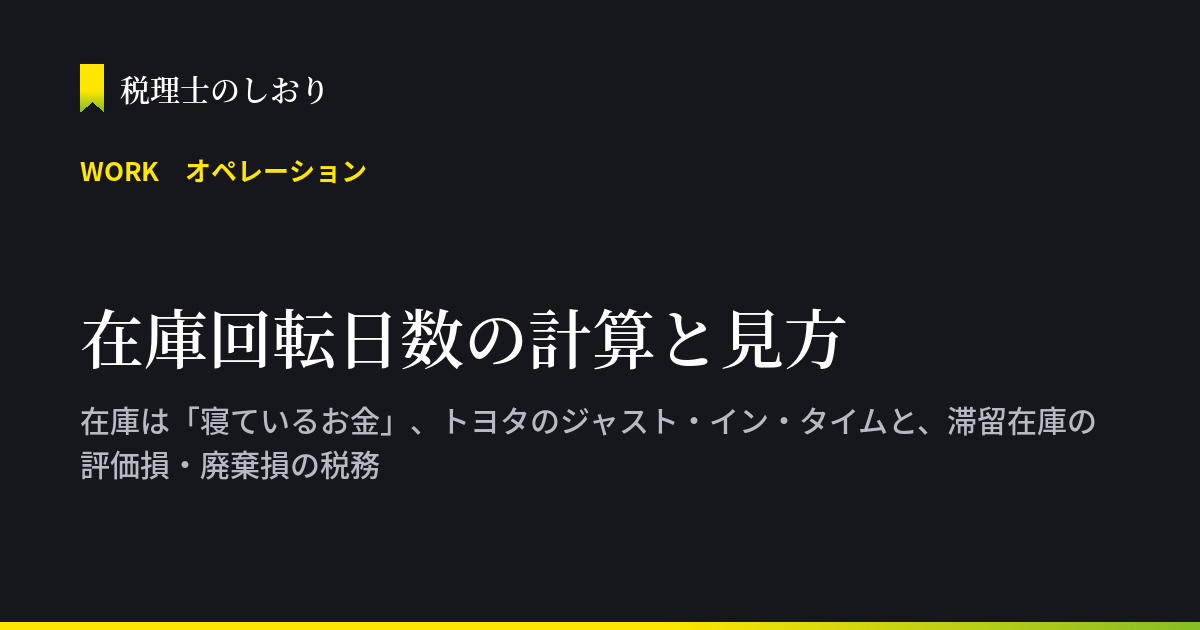 税理士のしおり
WORK　オペレーション
在庫回転日数の計算と見方
在庫は「寝ているお金」、トヨタのジャスト・イン・タイムと、滞留在庫の
評価損・廃棄損の税務